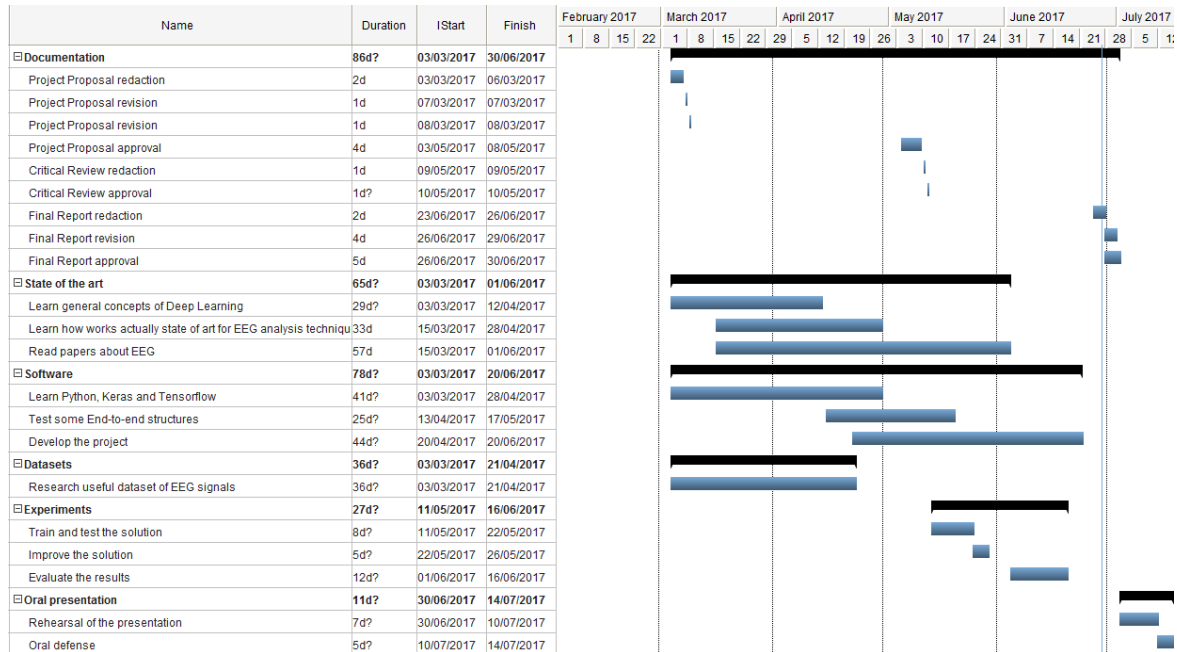 Name Duration IStart Finish February 2017 March 2017 April 2017 May 2017 June 2017 July 2017
1 8 15 22 1 8 15 22 29 5 12 19 26 3 10 17 24 31 7 14 21 28 5 12
Documentation 86d? 03/03/2017 30/06/2017
Project Proposal redaction 2d 03/03/2017 06/03/2017
Project Proposal revision 1d 07/03/2017 07/03/2017
Project Proposal revision 1d 08/03/2017 08/03/2017
Project Proposal approval 4d 03/05/2017 08/05/2017
Critical Review redaction 1d 09/05/2017 09/05/2017
Critical Review approval 1d? 10/05/2017 10/05/2017
Final Report redaction 2d 23/06/2017 26/06/2017
Final Report revision 4d 26/06/2017 29/06/2017
Final Report approval 5d 26/06/2017 30/06/2017
State of the art 65d? 03/03/2017 01/06/2017
Learn general concepts of Deep Learning 29d? 03/03/2017 12/04/2017
Learn how works actually state of art for EEG analysis techniqu 33d 15/03/2017 28/04/2017
Read papers about EEG 57d 15/03/2017 01/06/2017
Software 78d? 03/03/2017 20/06/2017
Learn Python, Keras and Tensorflow 41d? 03/03/2017 28/04/2017
Test some End-to-end structures 25d? 13/04/2017 17/05/2017
Develop the project 44d? 20/04/2017 20/06/2017
Datasets 36d? 03/03/2017 21/04/2017
Research useful dataset of EEG signals 36d? 03/03/2017 21/04/2017
Experiments 27d? 11/05/2017 16/06/2017
Train and test the solution 8d? 11/05/2017 22/05/2017
Improve the solution 5d? 22/05/2017 26/05/2017
Evaluate the results 12d? 01/06/2017 16/06/2017
Oral presentation 11d? 30/06/2017 14/07/2017
Rehearsal of the presentation 7d? 30/06/2017 10/07/2017
Oral defense 5d? 10/07/2017 14/07/2017